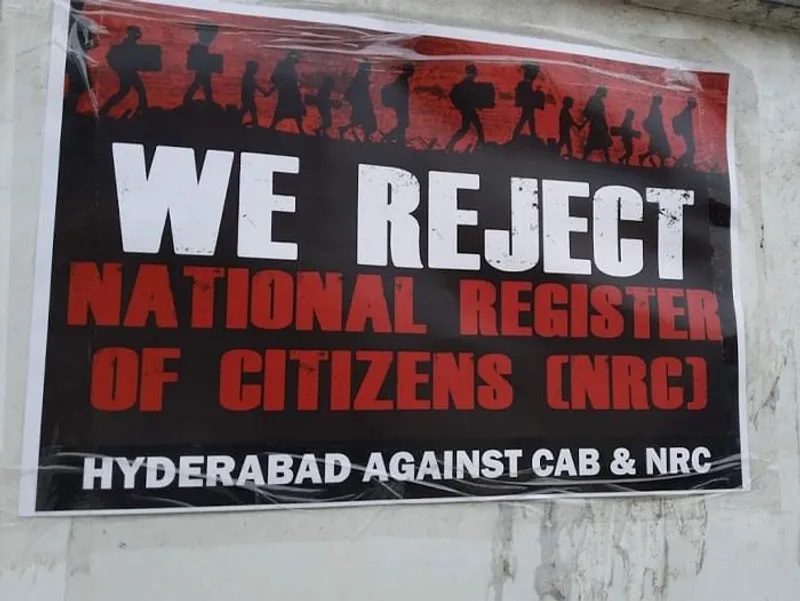 WE REJECT
NATIONAL REGISTER
OF CITIZENS (NRC)
HYDERABAD AGAINST CAB & NRC